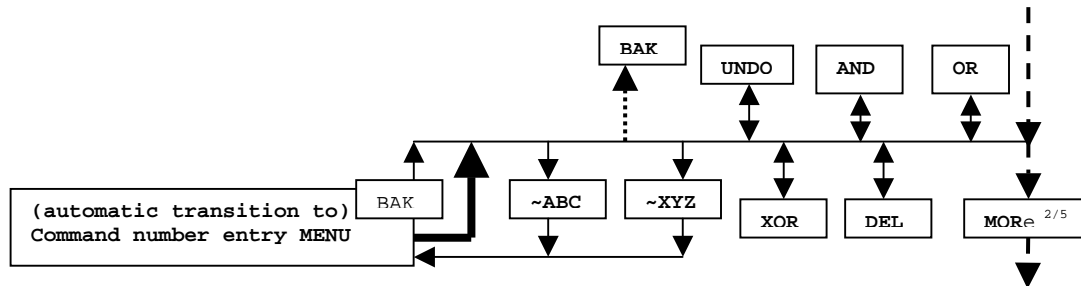 BAK
UNDO
AND
OR
BAK
~ABC
~XYZ
(automatic transition to)
Command number entry MENU
XOR
DEL
MORe 2/5